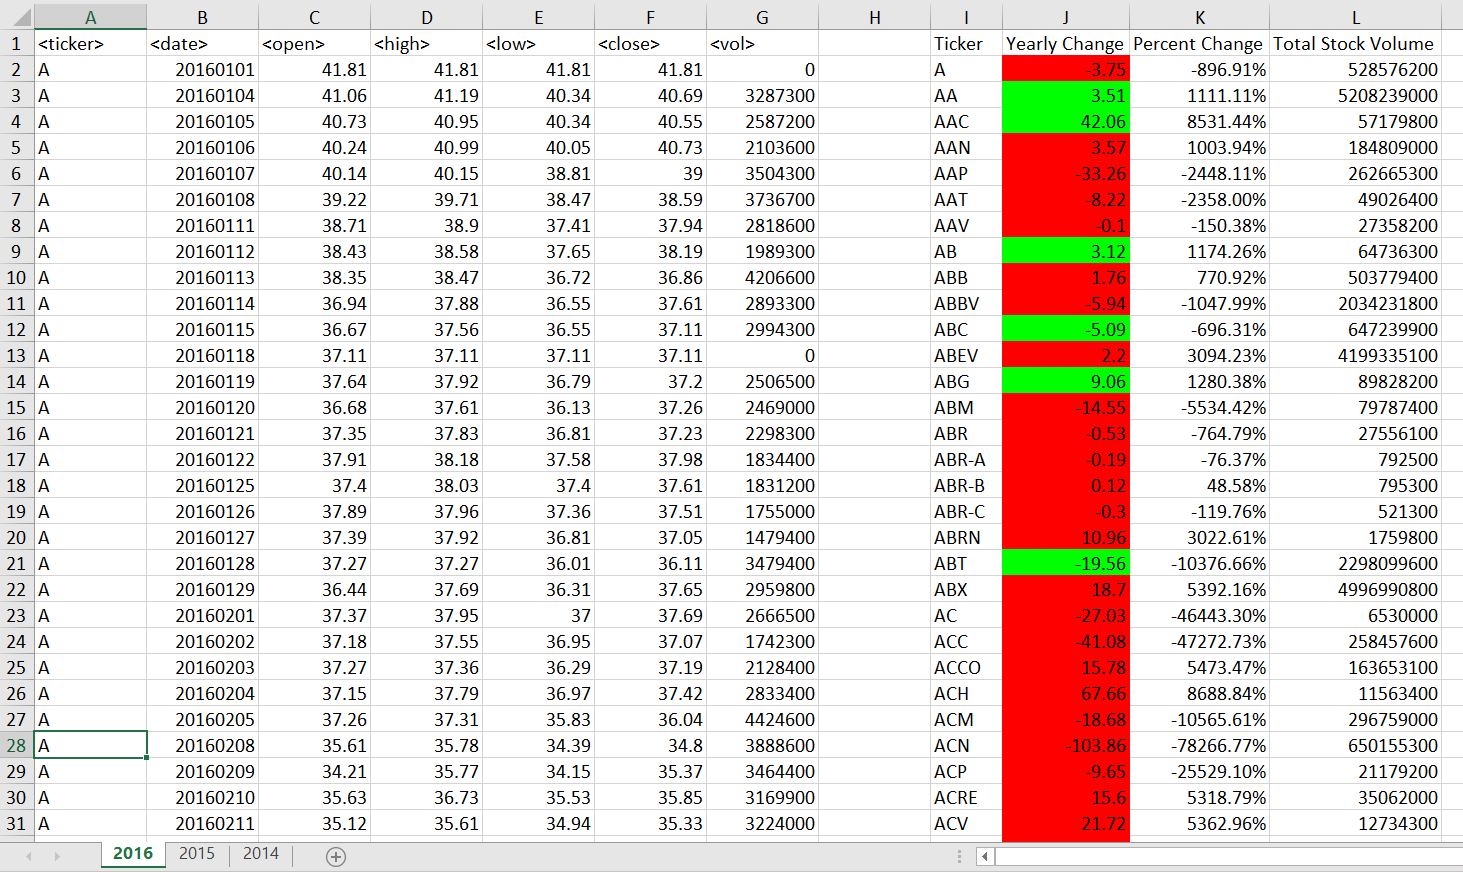 A B C D E F G H I J K L
1 <ticker> <date> <open> <high> <low> <close> <vol> Ticker Yearly Change Percent Change Total Stock Volume
2 A 20160101 41.81 41.81 41.81 41.81 0 A -3.75 -896.91% 528576200
3 A 20160104 41.06 41.19 40.34 40.69 3287300 AA 3.51 1111.11% 5208239000
4 A 20160105 40.73 40.95 40.34 40.55 2587200 AAC 42.06 8531.44% 57179800
5 A 20160106 40.24 40.99 40.05 40.73 2103600 AAN 3.57 1003.94% 184809000
6 A 20160107 40.14 40.15 38.81 39 3504300 AAP -33.26 -2448.11% 262665300
7 A 20160108 39.22 39.71 38.47 38.59 3736700 AAT -8.22 -2358.00% 49026400
8 A 20160111 38.71 38.9 37.41 37.94 2818600 AAV -0.1 -150.38% 27358200
9 A 20160112 38.43 38.58 37.65 38.19 1989300 AB 3.12 1174.26% 64736300
10 A 20160113 38.35 38.47 36.72 36.86 4206600 ABB 1.76 770.92% 503779400
11 A 20160114 36.94 37.88 36.55 37.61 2893300 ABBV -5.94 -1047.99% 2034231800
12 A 20160115 36.67 37.56 36.55 37.11 2994300 ABC -5.09 -696.31% 647239900
13 A 20160118 37.11 37.11 37.11 37.11 0 ABEV 2.2 3094.23% 4199335100
14 A 20160119 37.64 37.92 36.79 37.2 2506500 ABG 9.06 1280.38% 89828200
15 A 20160120 36.68 37.61 36.13 37.26 2469000 ABM -14.55 -5534.42% 79787400
16 A 20160121 37.35 37.83 36.81 37.23 2298300 ABR -0.53 -764.79% 27556100
17 A 20160122 37.91 38.18 37.58 37.98 1834400 ABR-A -0.19 -76.37% 792500
18 A 20160125 37.4 38.03 37.4 37.61 1831200 ABR-B 0.12 48.58% 795300
19 A 20160126 37.89 37.96 37.36 37.51 1755000 ABR-C -0.3 -119.76% 521300
20 A 20160127 37.39 37.92 36.81 37.05 1479400 ABRN 10.96 3022.61% 1759800
21 A 20160128 37.27 37.27 36.01 36.11 3479400 ABT -19.56 -10376.66% 2298099600
22 A 20160129 36.44 37.69 36.31 37.65 2959800 ABX 18.7 5392.16% 4996990800
23 A 20160201 37.37 37.95 37 37.69 2666500 AC -27.03 -46443.30% 6530000
24 A 20160202 37.18 37.55 36.95 37.07 1742300 ACC -41.08 -47272.73% 258457600
25 A 20160203 37.27 37.36 36.29 37.19 2128400 ACCO 15.78 5473.47% 163653100
26 A 20160204 37.15 37.79 36.97 37.42 2833400 ACH 67.66 8688.84% 11563400
27 A 20160205 37.26 37.31 35.83 36.04 4424600 ACM -18.68 -10565.61% 296759000
28 A 20160208 35.61 35.78 34.39 34.8 3888600 ACN -103.86 -78266.77% 650155300
29 A 20160209 34.21 35.77 34.15 35.37 3464400 ACP -9.65 -25529.10% 21179200
30 A 20160210 35.63 36.73 35.53 35.85 3169900 ACRE 15.6 5318.79% 35062000
31 A 20160211 35.12 35.61 34.94 35.33 3224000 ACV 21.72 5362.96% 12734300
2016 2015 2014